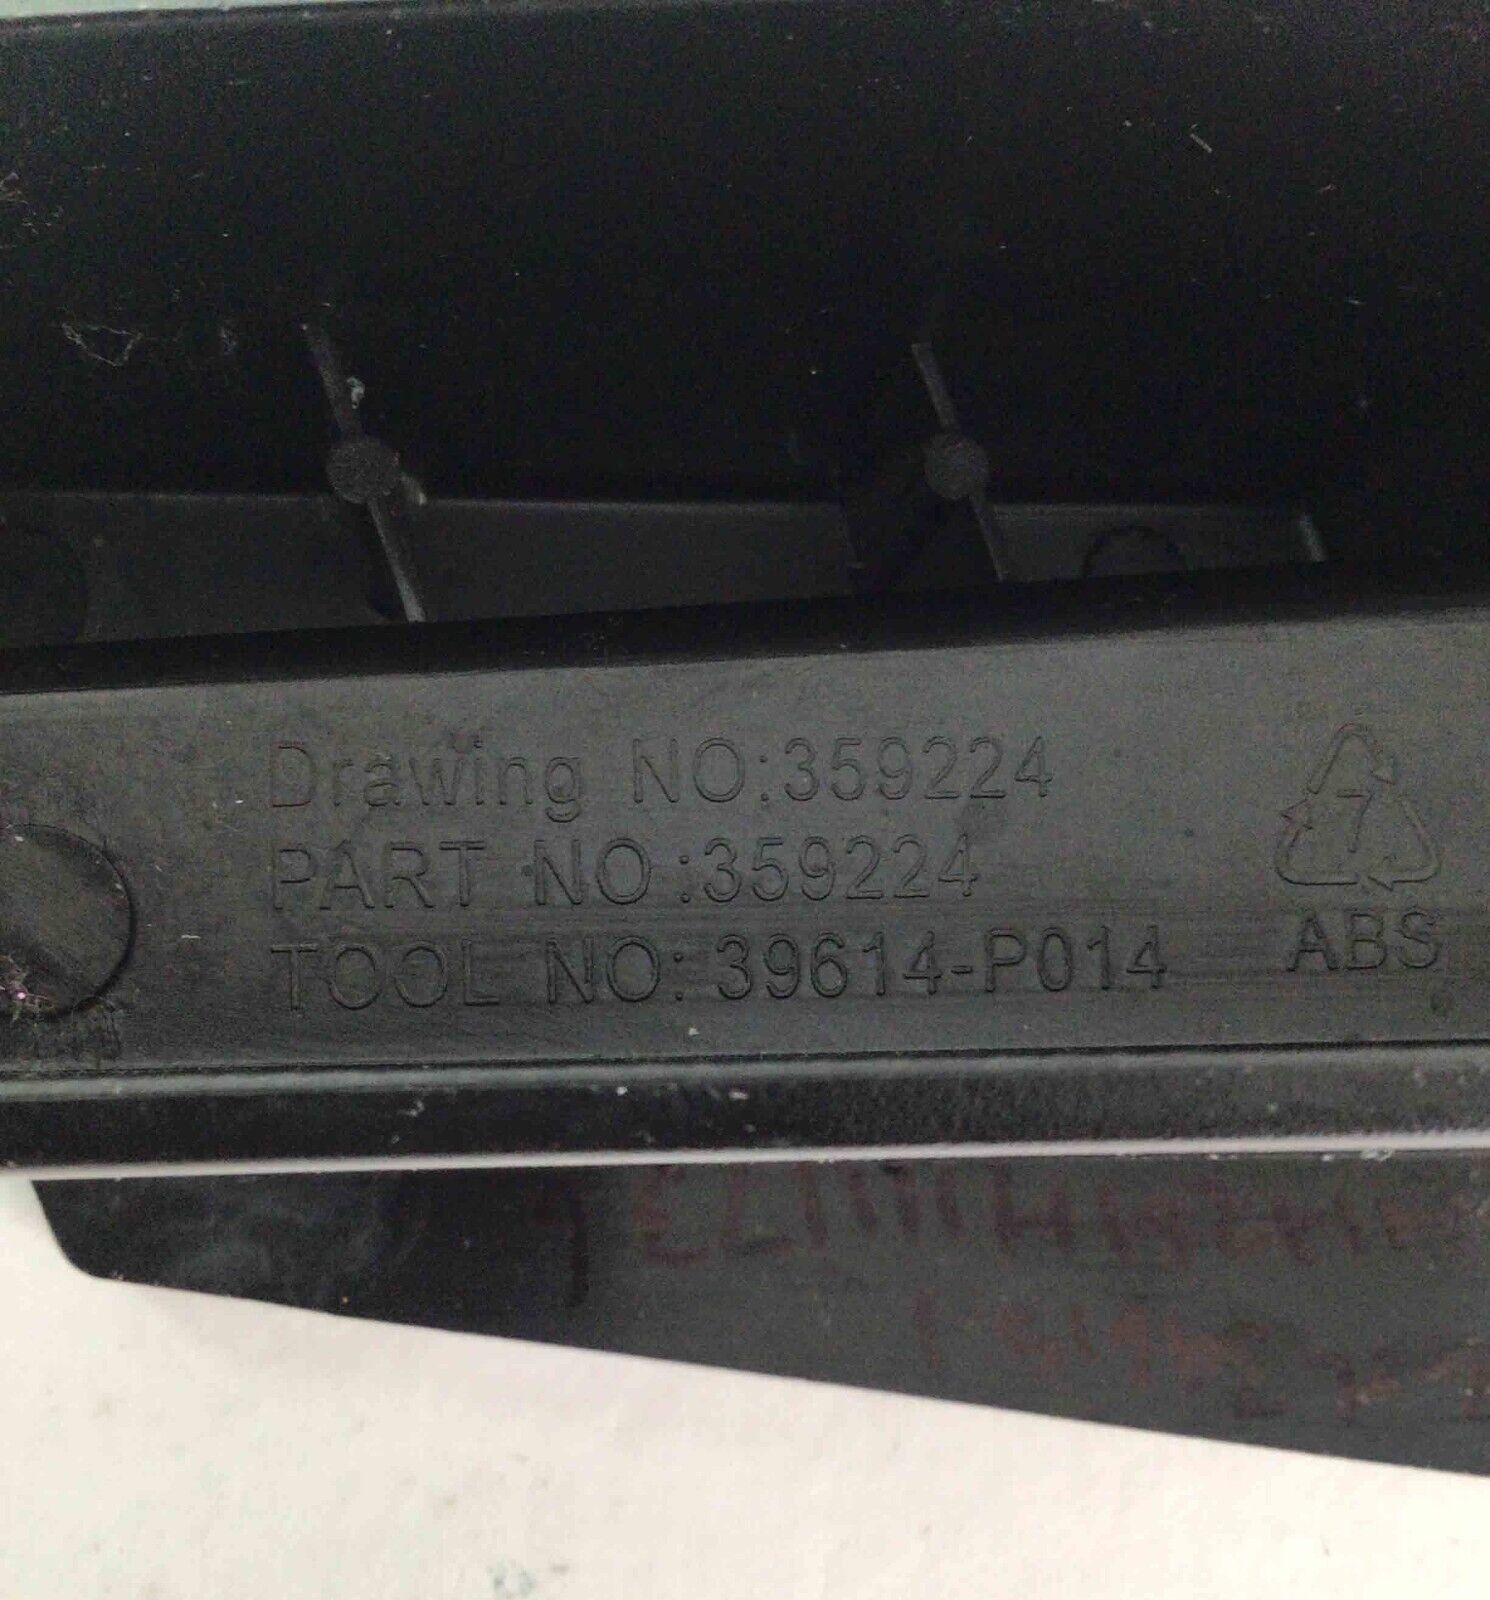 Drawing NO:359224
PART NO:359224
TOOL NO: 39614-P014
7
ABS